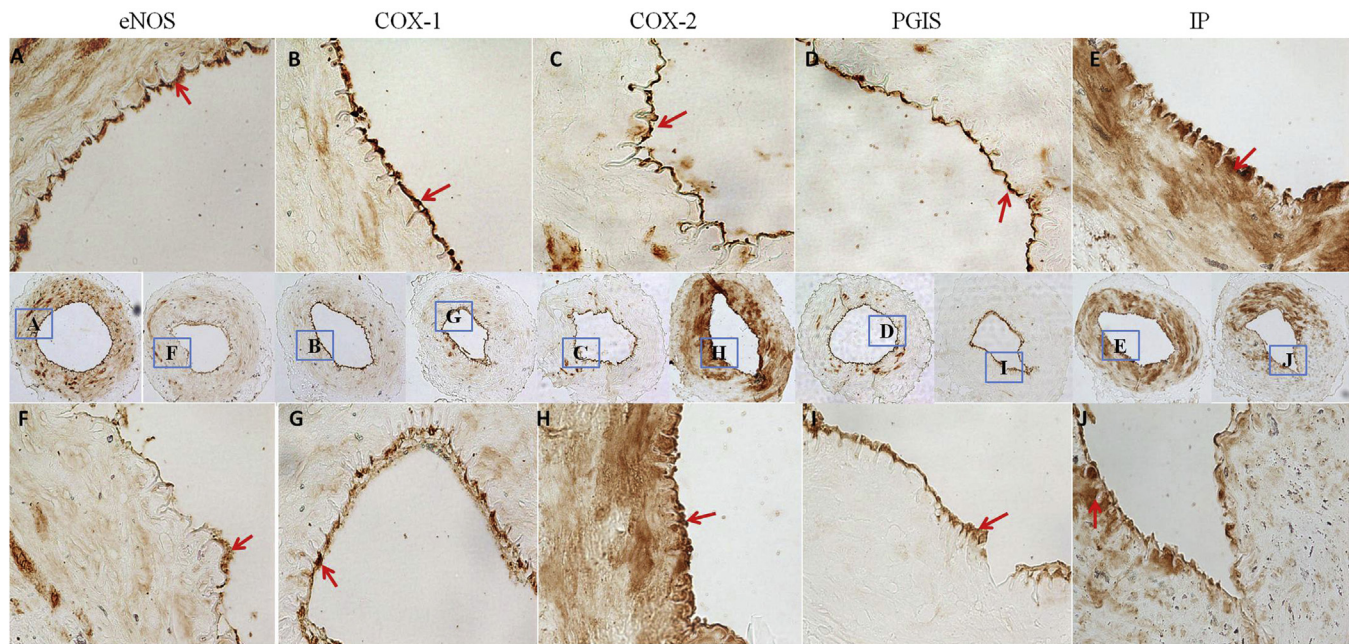 eNOS COX-1 COX-2 PGIS IP
A B C D E
A F B G C H D I E J
F G H I J